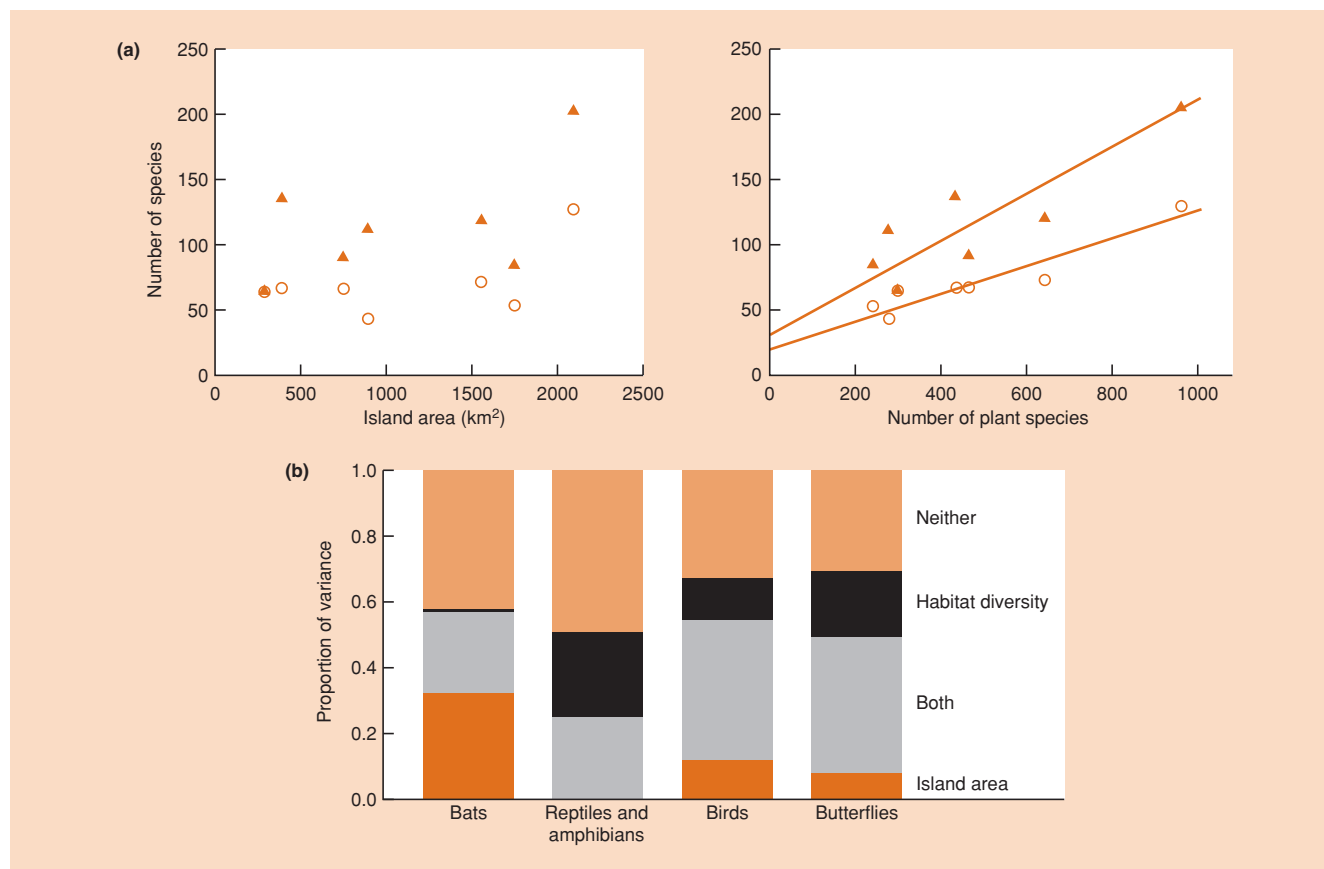 (a)
Number of species
250
200
150
100
50
0
0 500 1000 1500 2000 2500
Island area (km²)
250
200
150
100
50
0
0 200 400 600 800 1000
Number of plant species
(b)
Proportion of variance
1.0
0.8
0.6
0.4
0.2
0.0
Neither
Habitat diversity
Both
Island area
Bats Reptiles and Birds Butterflies
amphibians